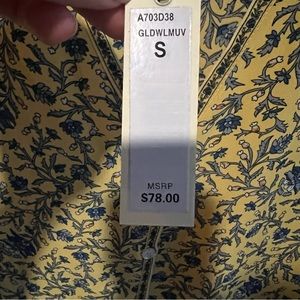 A703D38
GLDWLMUV
S
MSRP
$78.00